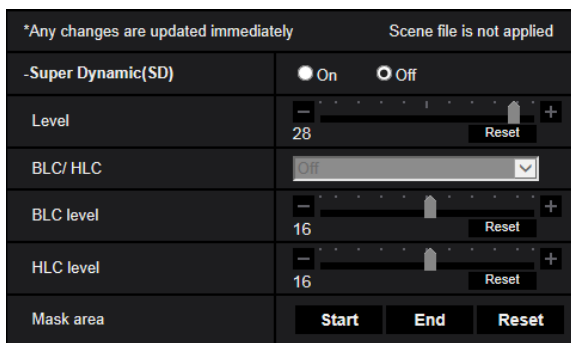 *Any changes are updated immediately Scene file is not applied
-Super Dynamic(SD) On Off
Level
28 Reset
BLC/ HLC Off
BLC level
16 Reset
HLC level
16 Reset
Mask area Start End Reset